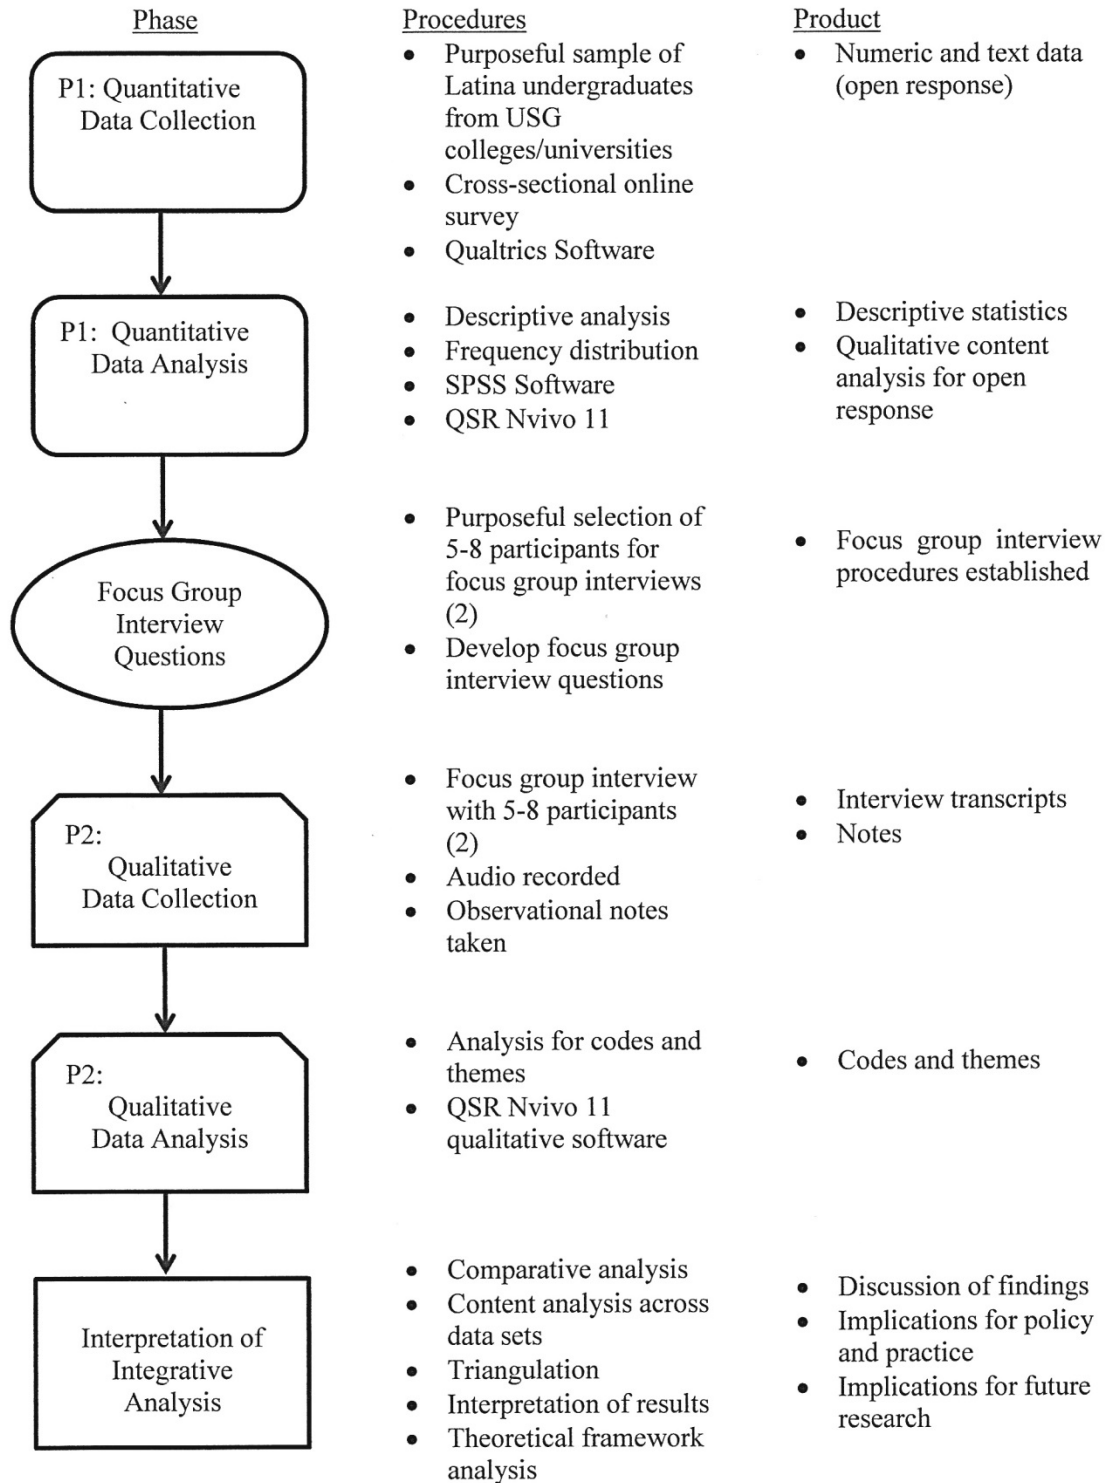 Phase
Procedures
Product
P1: Quantitative
Data Collection
• Purposeful sample of
Latina undergraduates
from USG
colleges/universities
• Cross-sectional online
survey
• Qualtrics Software
• Numeric and text data
(open response)
P1: Quantitative
Data Analysis
• Descriptive analysis
• Frequency distribution
• SPSS Software
• QSR Nvivo 11
• Descriptive statistics
• Qualitative content
analysis for open
response
Focus Group
Interview
Questions
• Purposeful selection of
5-8 participants for
focus group interviews
(2)
• Develop focus group
interview questions
• Focus group interview
procedures established
P2:
Qualitative
Data Collection
• Focus group interview
with 5-8 participants
(2)
• Audio recorded
• Observational notes
taken
• Interview transcripts
• Notes
P2:
Qualitative
Data Analysis
• Analysis for codes and
themes
• QSR Nvivo 11
qualitative software
• Codes and themes
Interpretation of
Integrative
Analysis
• Comparative analysis
• Content analysis across
data sets
• Triangulation
• Interpretation of results
• Theoretical framework
analysis
• Discussion of findings
• Implications for policy
and practice
• Implications for future
research